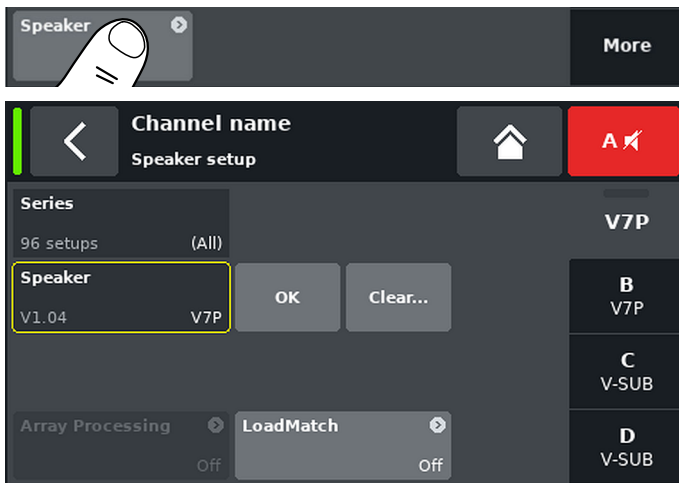 Speaker
More
Channel name
Speaker setup
A
Series
96 setups (All)
V7P
Speaker
V1.04 V7P
OK
Clear...
B
V7P
C
V-SUB
Array Processing
Off
LoadMatch
Off
D
V-SUB